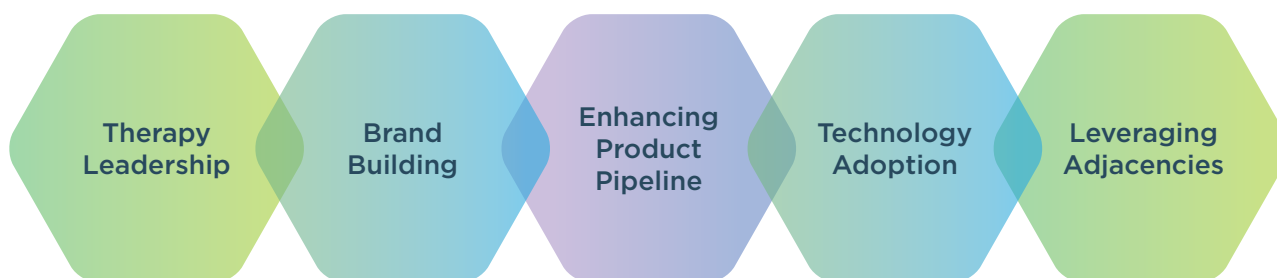 Therapy
Leadership
Brand
Building
Enhancing
Product
Pipeline
Technology
Adoption
Leveraging
Adjacencies